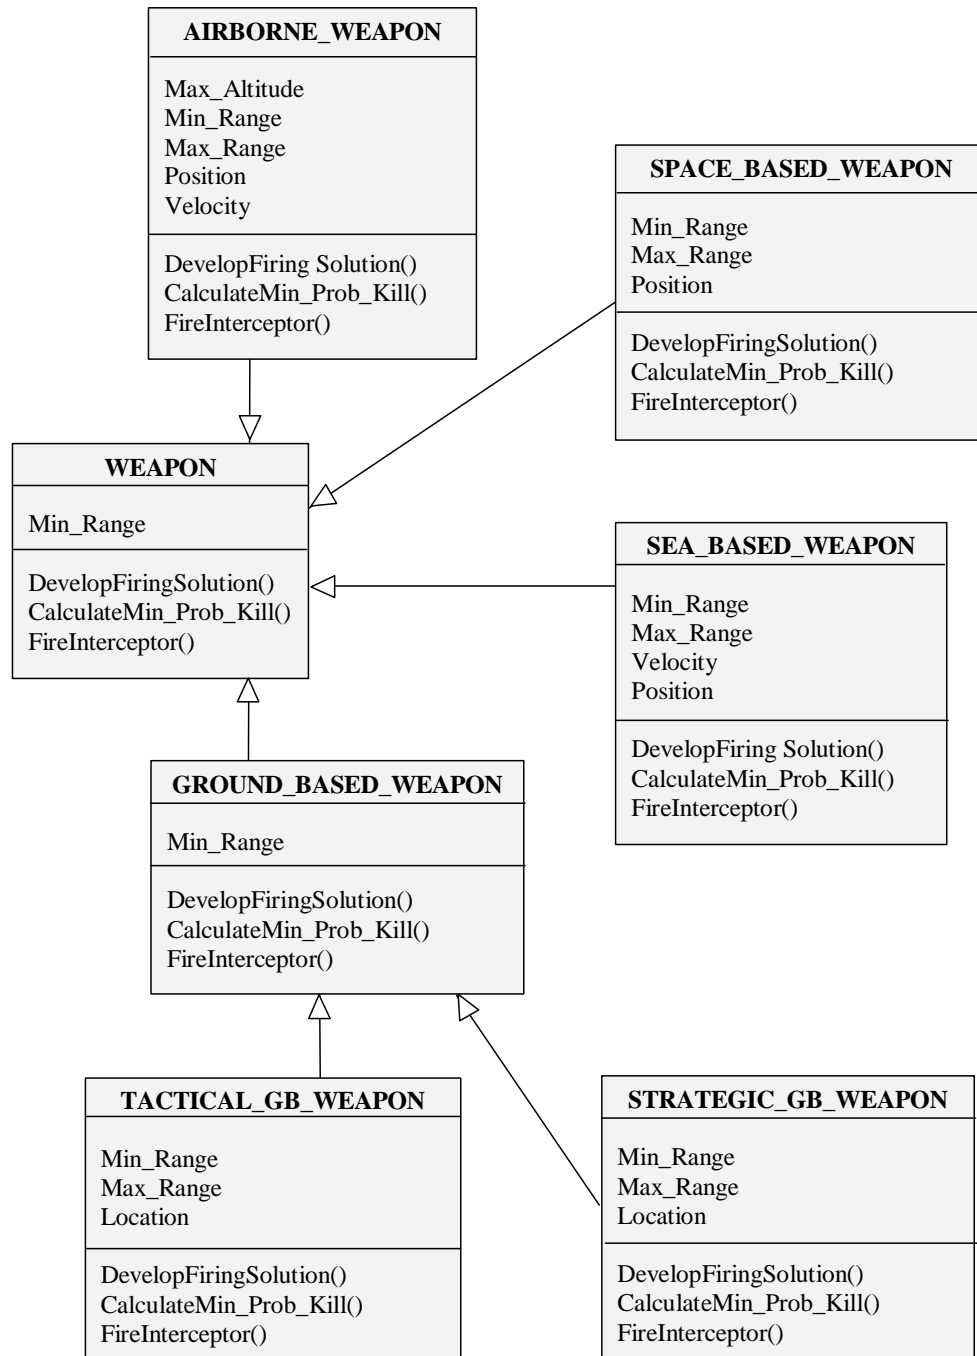 AIRBORNE_WEAPON
Max_Altitude
Min_Range
Max_Range
Position
Velocity
DevelopFiring Solution()
CalculateMin_Prob_Kill()
FireInterceptor()
SPACE_BASED_WEAPON
Min_Range
Max_Range
Position
DevelopFiringSolution()
CalculateMin_Prob_Kill()
FireInterceptor()
WEAPON
Min_Range
DevelopFiringSolution()
CalculateMin_Prob_Kill()
FireInterceptor()
SEA_BASED_WEAPON
Min_Range
Max_Range
Velocity
Position
DevelopFiring Solution()
CalculateMin_Prob_Kill()
FireInterceptor()
GROUND_BASED_WEAPON
Min_Range
DevelopFiringSolution()
CalculateMin_Prob_Kill()
FireInterceptor()
TACTICAL_GB_WEAPON
Min_Range
Max_Range
Location
DevelopFiringSolution()
CalculateMin_Prob_Kill()
FireInterceptor()
STRATEGIC_GB_WEAPON
Min_Range
Max_Range
Location
DevelopFiringSolution()
CalculateMin_Prob_Kill()
FireInterceptor()